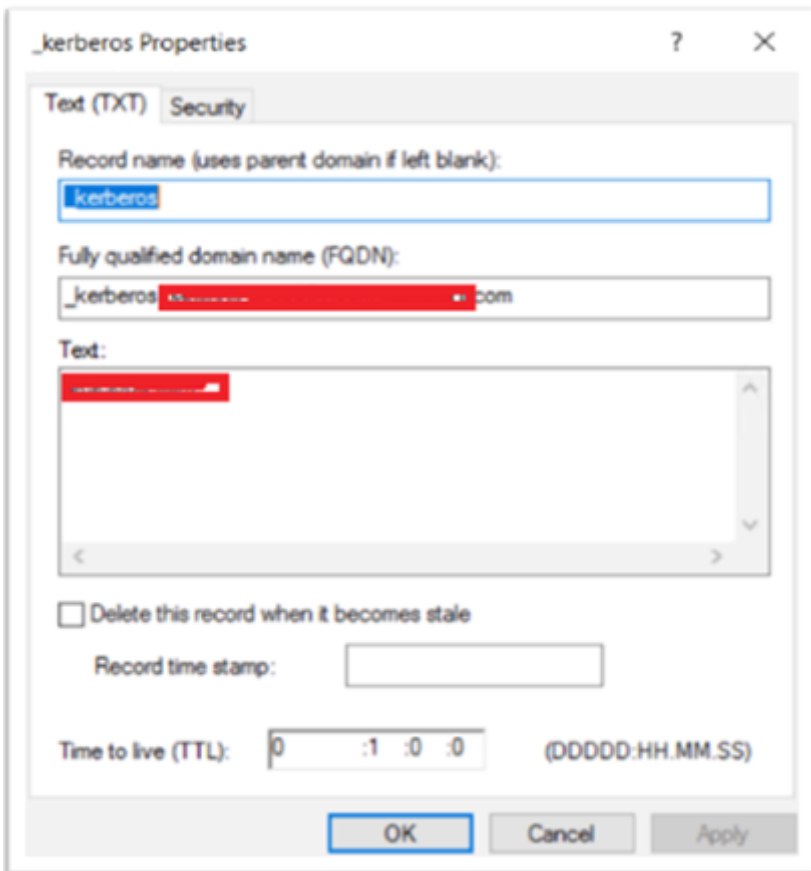 _kerberos Properties ? ×
Text (TXT) Security
Record name (uses parent domain if left blank):
_kerberos
Fully qualified domain name (FQDN):
_kerberos. com
Text:
Delete this record when it becomes stale
Record time stamp:
Time to live (TTL): 0 :1 :0 :0 (DDDDD:HH.MM.SS)
OK Cancel Apply